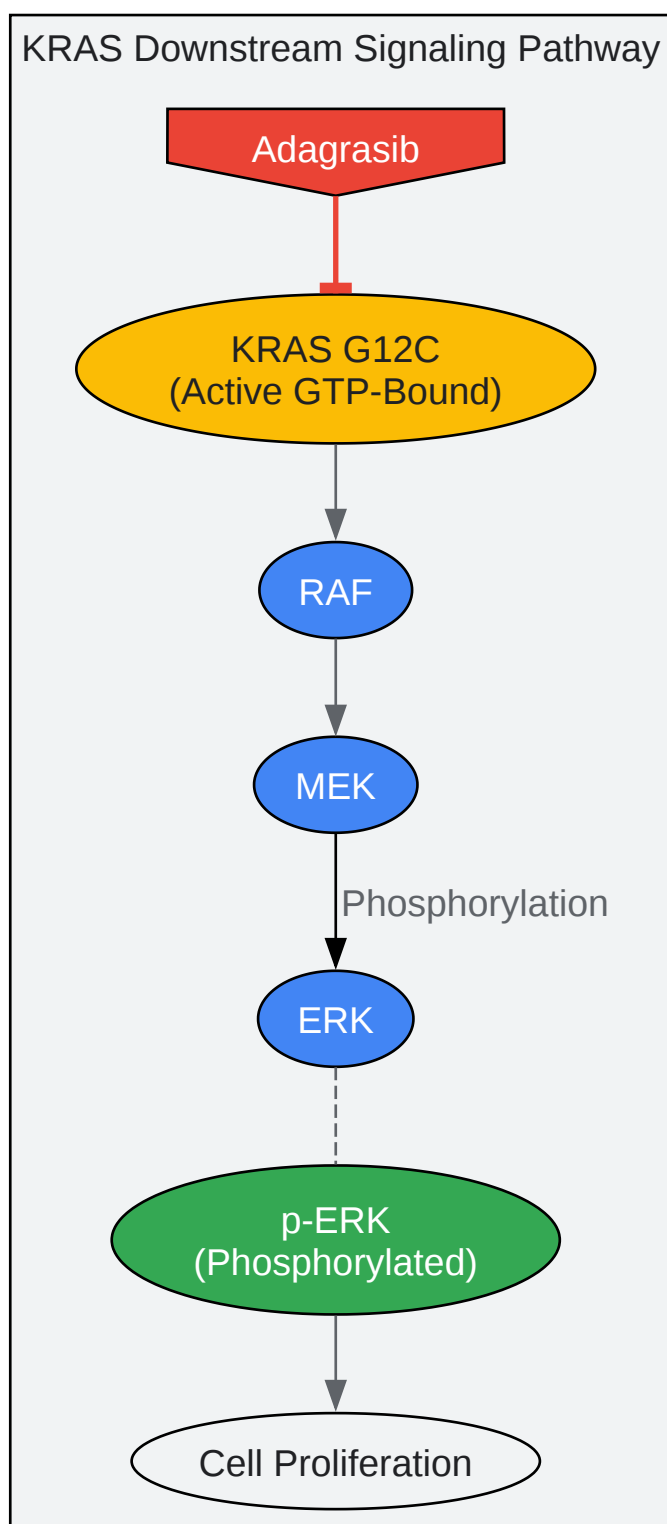 KRAS Downstream Signaling Pathway
Adagrasib
KRAS G12C
(Active GTP-Bound)
RAF
MEK
Phosphorylation
ERK
p-ERK
(Phosphorylated)
Cell Proliferation